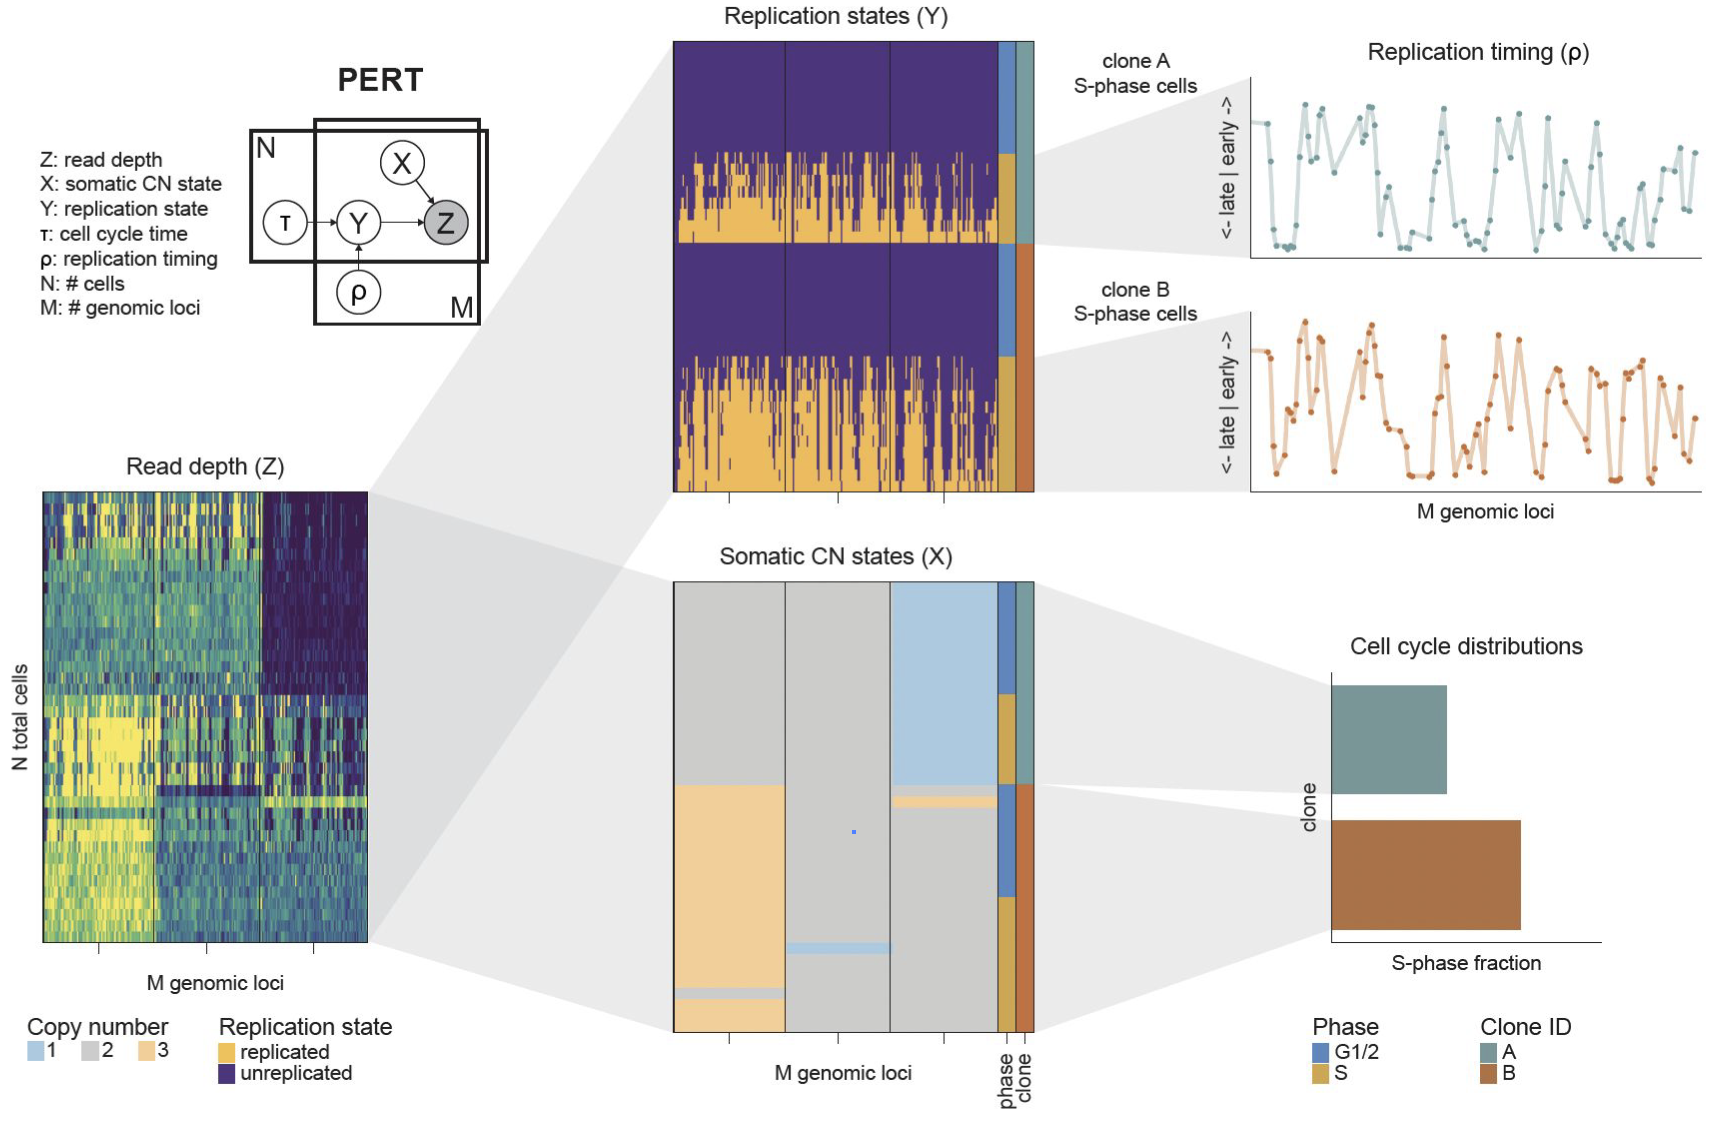 PERT
Z: read depth
X: somatic CN state
Y: replication state
τ: cell cycle time
ρ: replication timing
N: # cells
M: # genomic loci
N
X
τ
Y
Z
ρ
M
Replication states (Y)
clone A
S-phase cells
clone B
S-phase cells
Replication timing (ρ)
<- late | early ->
<- late | early ->
M genomic loci
Read depth (Z)
N total cells
M genomic loci
Somatic CN states (X)
M genomic loci
phase
clone
Cell cycle distributions
clone
S-phase fraction
Copy number
1 2 3
Replication state
replicated
unreplicated
Phase
G1/2
S
Clone ID
A
B